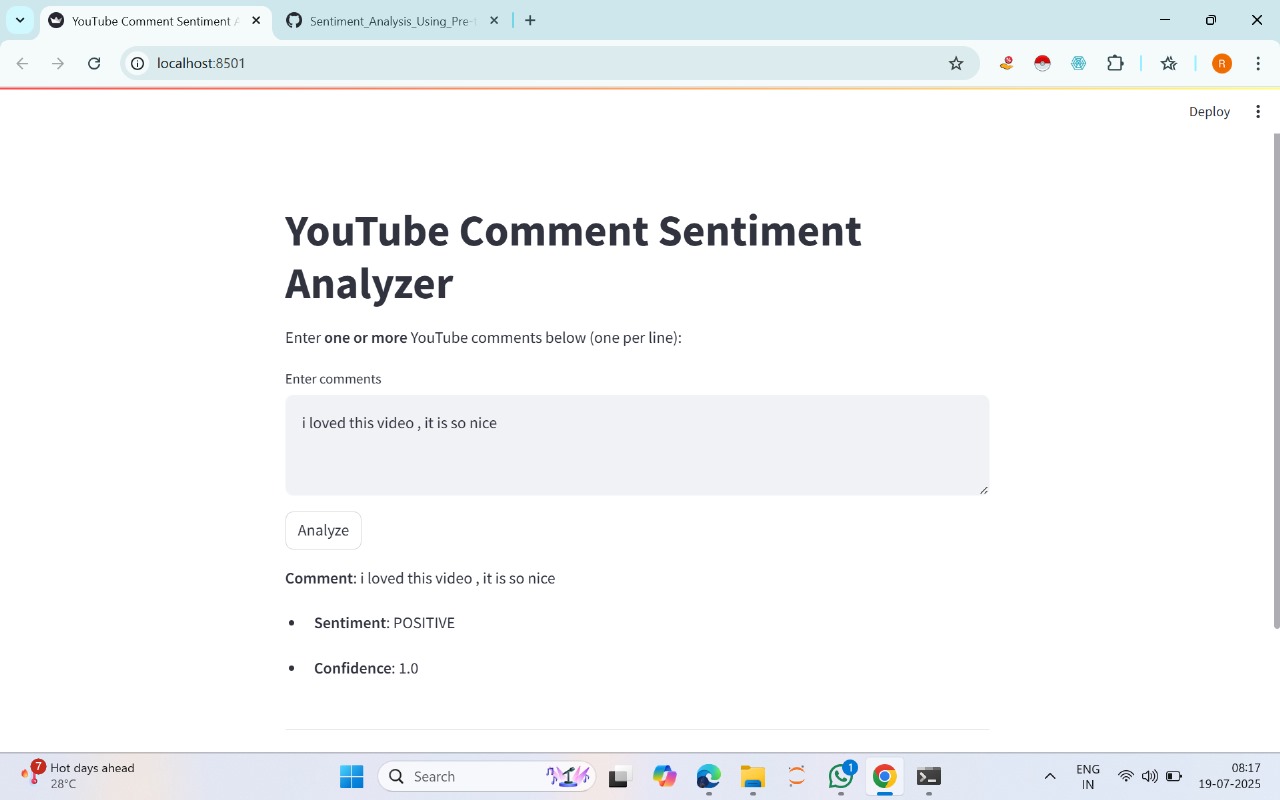 YouTube Comment Sentiment A
Sentiment_Analysis_Using_Pre-t
localhost:8501
R
Deploy
YouTube Comment Sentiment
Analyzer
Enter one or more YouTube comments below (one per line):
Enter comments
i loved this video , it is so nice
Analyze
Comment: i loved this video , it is so nice
• Sentiment: POSITIVE
• Confidence: 1.0
7
Hot days ahead
28°C
Search
1
ENG
IN
08:17
19-07-2025